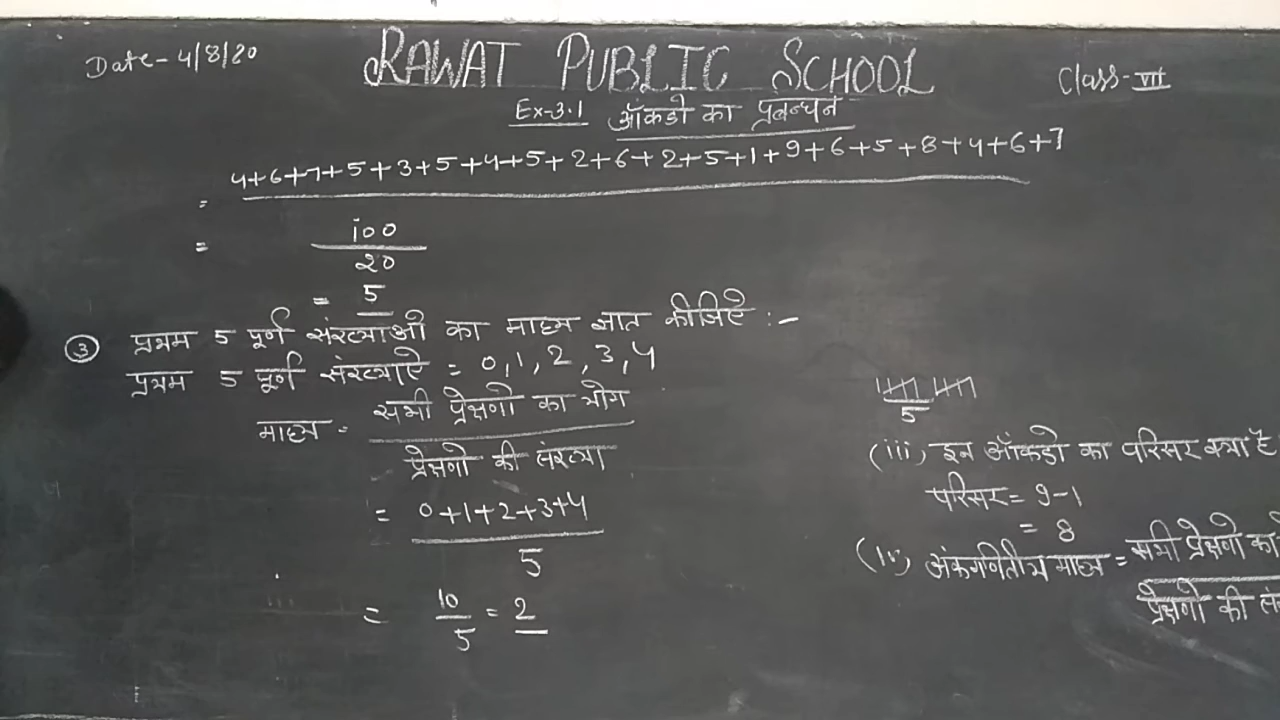 Date- 4/8/20
RAWAT PUBLIC SCHOOL
Class- VII
Ex-3.1 आँकडो का प्रबन्धन
4+6+7+5+3+5+4+5+2+6+2+5+1+9+6+5+8+4+6+7
=
= 100
20
= 5
③ प्रथम 5 पूर्ण संख्याओ का माध्य ज्ञात कीजिए :-
प्रथम 5 पूर्ण संख्याऐ = 0,1,2,3,4
माध्य = सभी प्रेक्षणो का योग
प्रेक्षणो की संख्या
= 0+1+2+3+4
5
= 10/5 = 2
5
(iii) इन आँकडो का परिसर क्या है
परिसर = 9-1
= 8
(iv) अंकगणितीय माध्य = सभी प्रेक्षणो का
प्रेक्षणो की